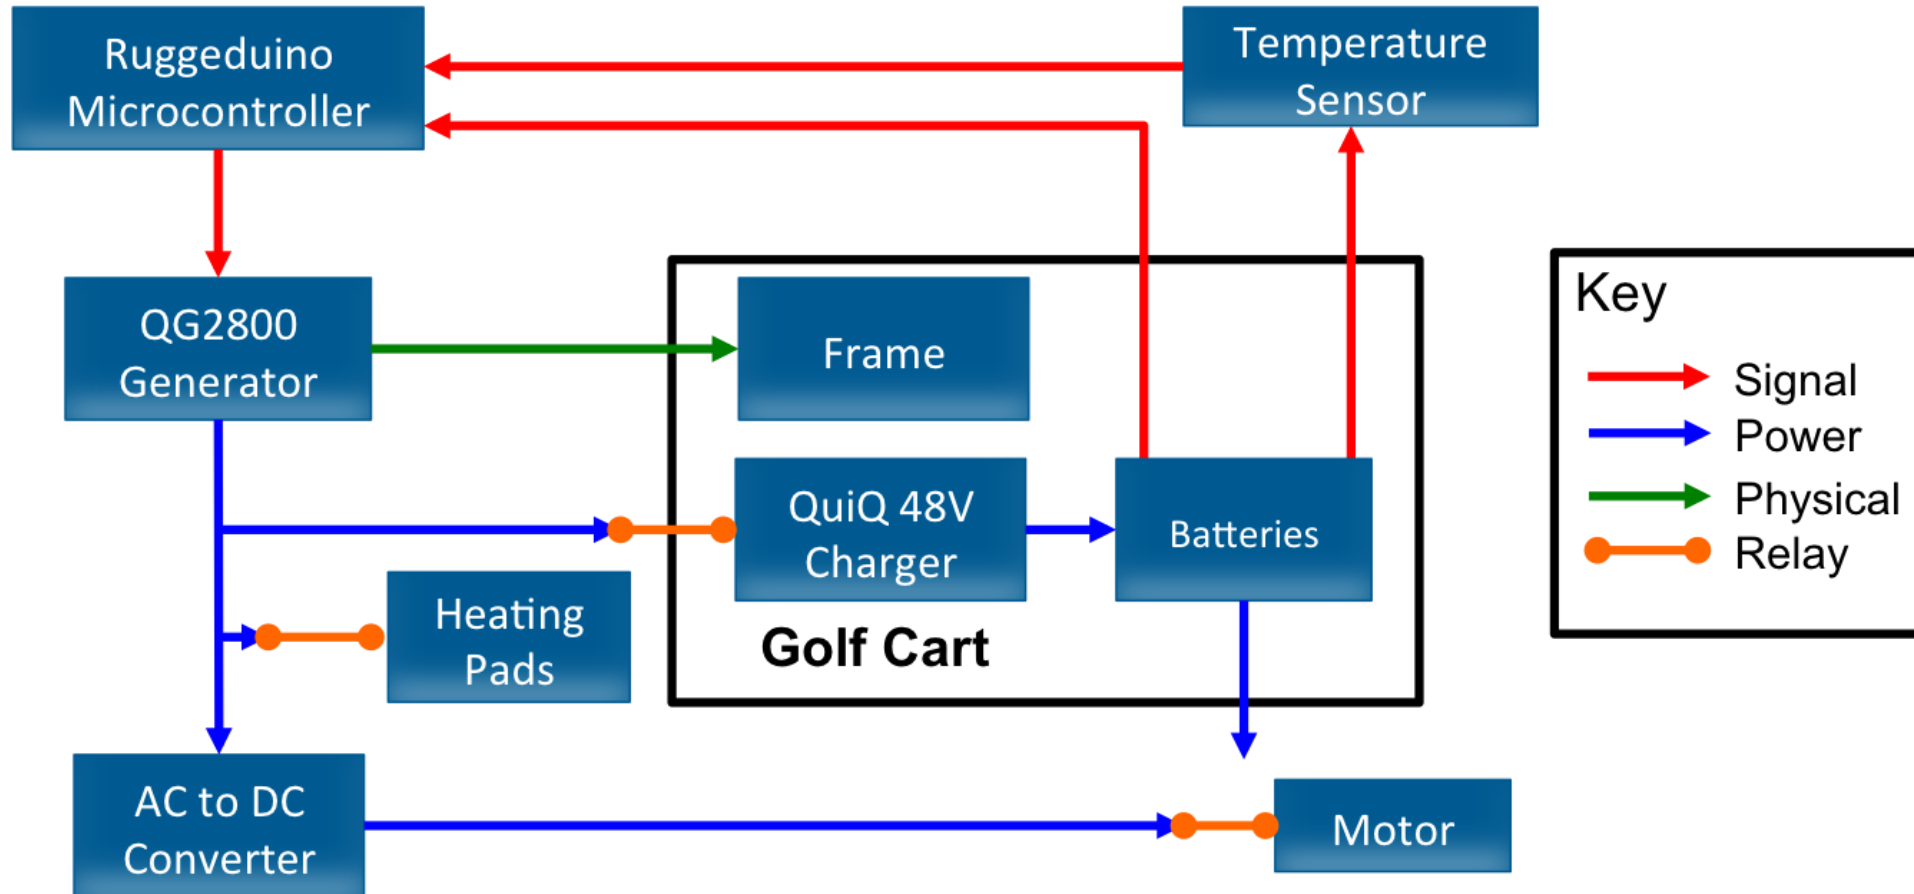 Ruggeduino
Microcontroller
Temperature
Sensor
QG2800
Generator
Frame
Key
Signal
Power
Physical
Relay
QuiQ 48V
Charger
Batteries
Heating
Pads
Golf Cart
AC to DC
Converter
Motor